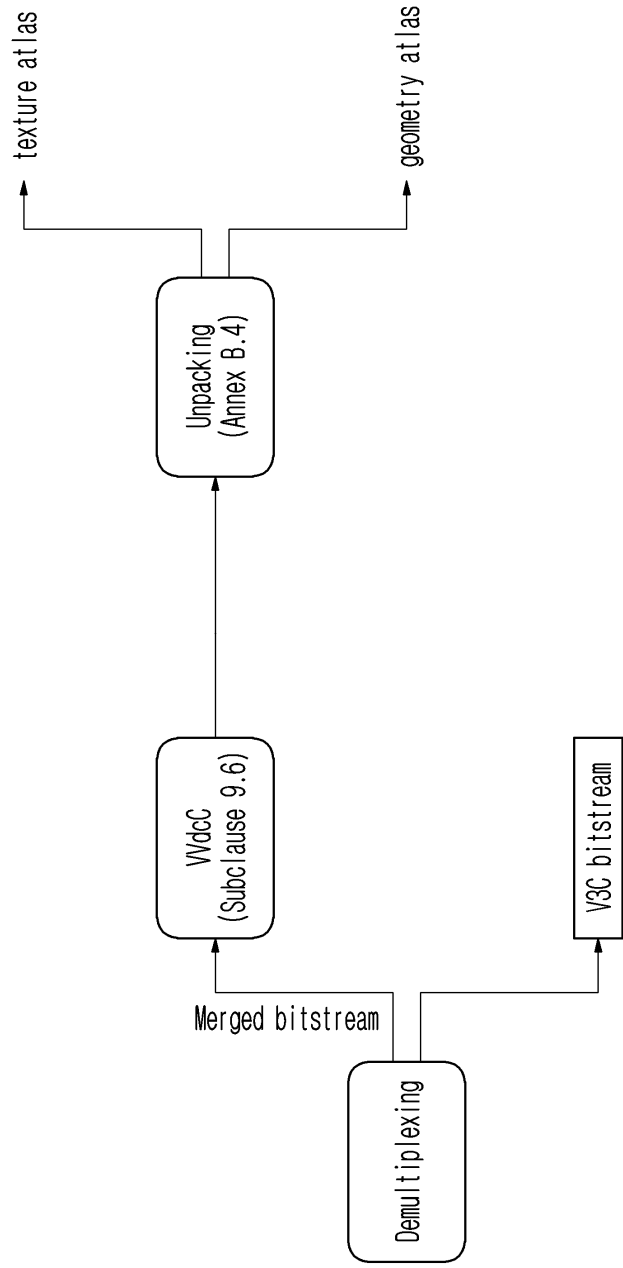 Demultiplexing
Merged bitstream
VVdcC
(Subclause 9.6)
V3C bitstream
Unpacking
(Annex B.4)
texture atlas
geometry atlas